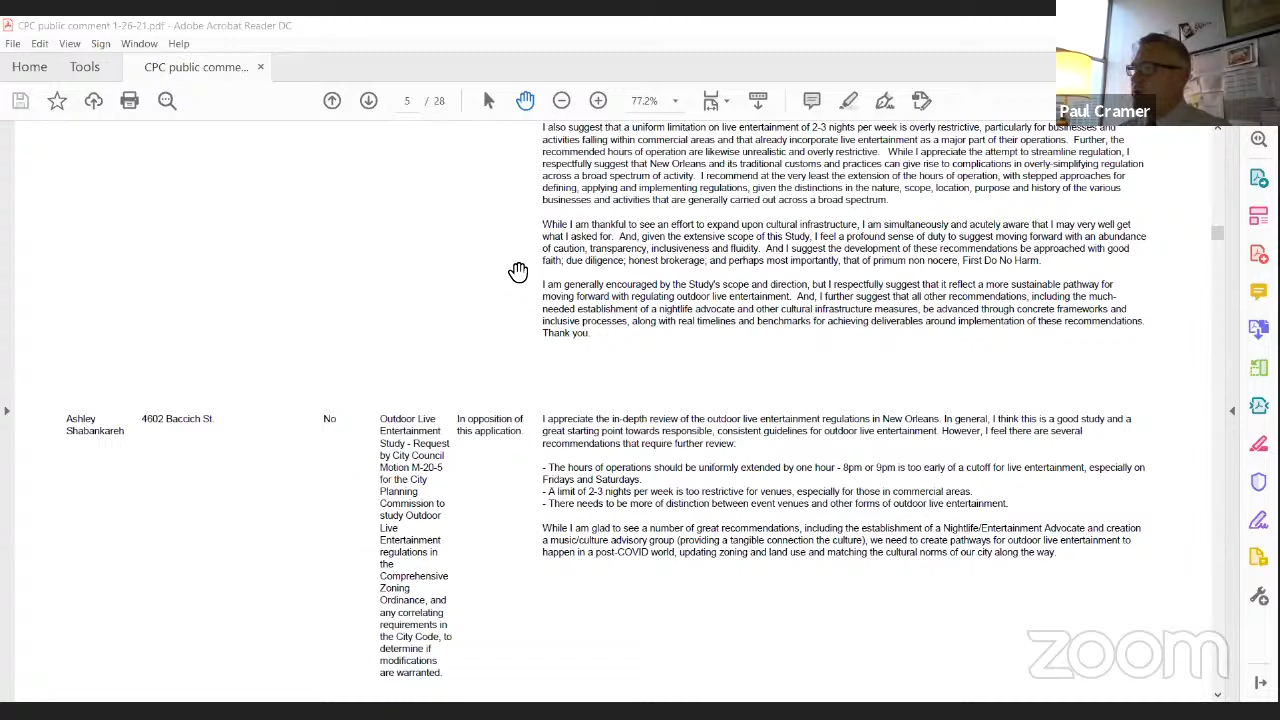 CPC public comment 1-26-21.pdf - Adobe Acrobat Reader DC
File Edit View Sign Window Help
Home Tools CPC public comme... ×
5 / 28 77.2%
Paul Cramer
I also suggest that a uniform limitation on live entertainment of 2-3 nights per week is overly restrictive, particularly for businesses and
activities falling within commercial areas and that already incorporate live entertainment as a major part of their operations. Further, the
recommended hours of operation are likewise unrealistic and overly restrictive. While I appreciate the attempt to streamline regulation, I
respectfully suggest that New Orleans and its traditional customs and practices can give rise to complications in overly-simplifying regulation
across a broad spectrum of activity. I recommend at the very least the extension of the hours of operation, with stepped approaches for
defining, applying and implementing regulations, given the distinctions in the nature, scope, location, purpose and history of the various
businesses and activities that are generally carried out across a broad spectrum.
While I am thankful to see an effort to expand upon cultural infrastructure, I am simultaneously and acutely aware that I may very well get
what I asked for. And, given the extensive scope of this Study, I feel a profound sense of duty to suggest moving forward with an abundance
of caution, transparency, inclusiveness and fluidity. And I suggest the development of these recommendations be approached with good
faith; due diligence; honest brokerage; and perhaps most importantly, that of primum non nocere, First Do No Harm.
I am generally encouraged by the Study's scope and direction, but I respectfully suggest that it reflect a more sustainable pathway for
moving forward with regulating outdoor live entertainment. And, I further suggest that all other recommendations, including the much-
needed establishment of a nightlife advocate and other cultural infrastructure measures, be advanced through concrete frameworks and
inclusive processes, along with real timelines and benchmarks for achieving deliverables around implementation of these recommendations.
Thank you.
Ashley
Shabankareh
4602 Baccich St.
No
Outdoor Live
Entertainment
Study - Request
by City Council
Motion M-20-5
for the City
Planning
Commission to
study Outdoor
Live
Entertainment
regulations in
the
Comprehensive
Zoning
Ordinance, and
any correlating
requirements in
the City Code, to
determine if
modifications
are warranted.
In opposition of
this application.
I appreciate the in-depth review of the outdoor live entertainment regulations in New Orleans. In general, I think this is a good study and a
great starting point towards responsible, consistent guidelines for outdoor live entertainment. However, I feel there are several
recommendations that require further review:
- The hours of operations should be uniformly extended by one hour - 8pm or 9pm is too early of a cutoff for live entertainment, especially on
Fridays and Saturdays.
- A limit of 2-3 nights per week is too restrictive for venues, especially for those in commercial areas.
- There needs to be more of distinction between event venues and other forms of outdoor live entertainment.
While I am glad to see a number of great recommendations, including the establishment of a Nightlife/Entertainment Advocate and creation
of a music/culture advisory group (providing a tangible connection the culture), we need to create pathways for outdoor live entertainment to
happen in a post-COVID world, updating zoning and land use and matching the cultural norms of our city along the way.
zoom